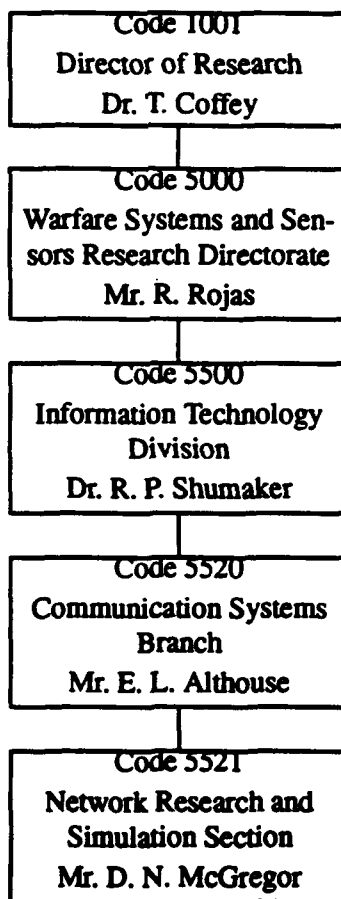 Code 1001
Director of Research
Dr. T. Coffey
Code 5000
Warfare Systems and Sen-
sors Research Directorate
Mr. R. Rojas
Code 5500
Information Technology
Division
Dr. R. P. Shumaker
Code 5520
Communication Systems
Branch
Mr. E. L. Althouse
Code 5521
Network Research and
Simulation Section
Mr. D. N. McGregor